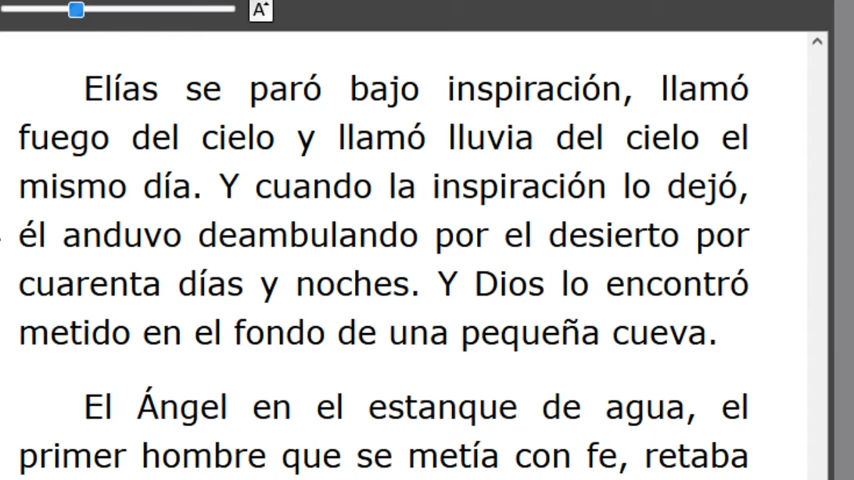 A
Elías se paró bajo inspiración, llamó
fuego del cielo y llamó lluvia del cielo el
mismo día. Y cuando la inspiración lo dejó,
él anduvo deambulando por el desierto por
cuarenta días y noches. Y Dios lo encontró
metido en el fondo de una pequeña cueva.
El Ángel en el estanque de agua, el
primer hombre que se metía con fe, retaba